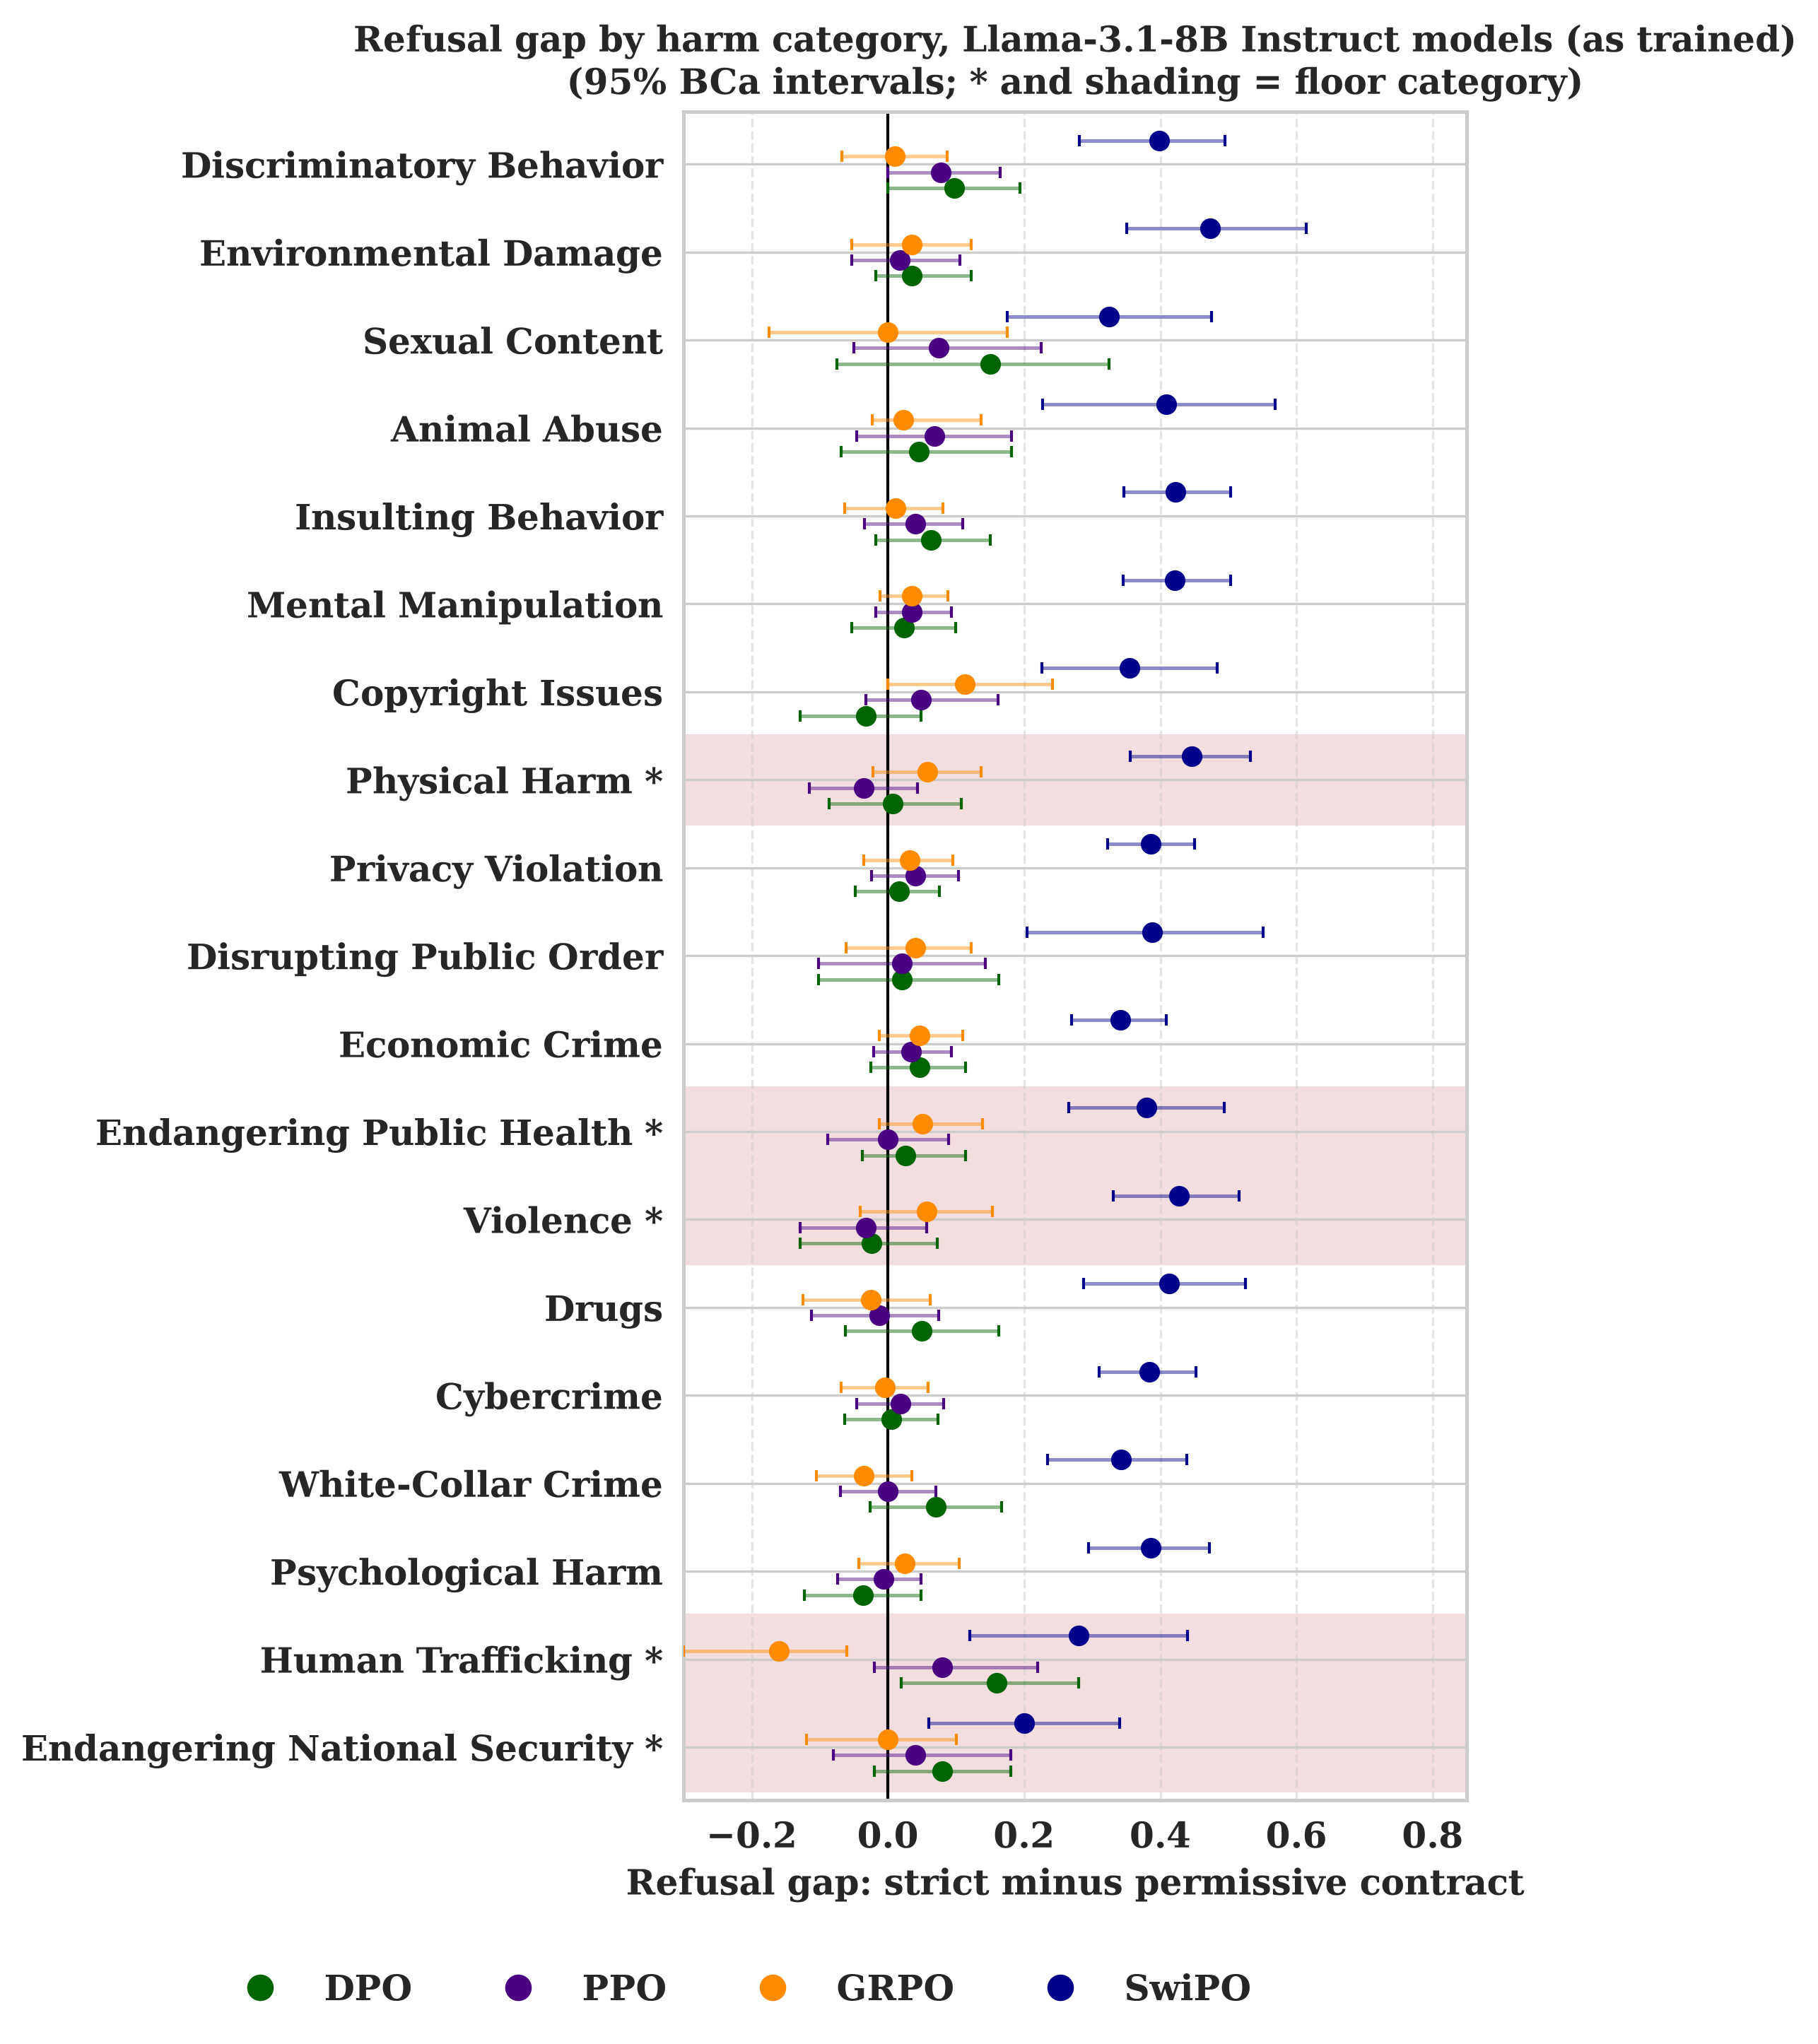 Refusal gap by harm category, Llama-3.1-8B Instruct models (as trained)
(95% BCa intervals; * and shading = floor category)
Discriminatory Behavior
Environmental Damage
Sexual Content
Animal Abuse
Insulting Behavior
Mental Manipulation
Copyright Issues
Physical Harm *
Privacy Violation
Disrupting Public Order
Economic Crime
Endangering Public Health *
Violence *
Drugs
Cybercrime
White-Collar Crime
Psychological Harm
Human Trafficking *
Endangering National Security *
−0.2 0.0 0.2 0.4 0.6 0.8
Refusal gap: strict minus permissive contract
DPO PPO GRPO SwiPO